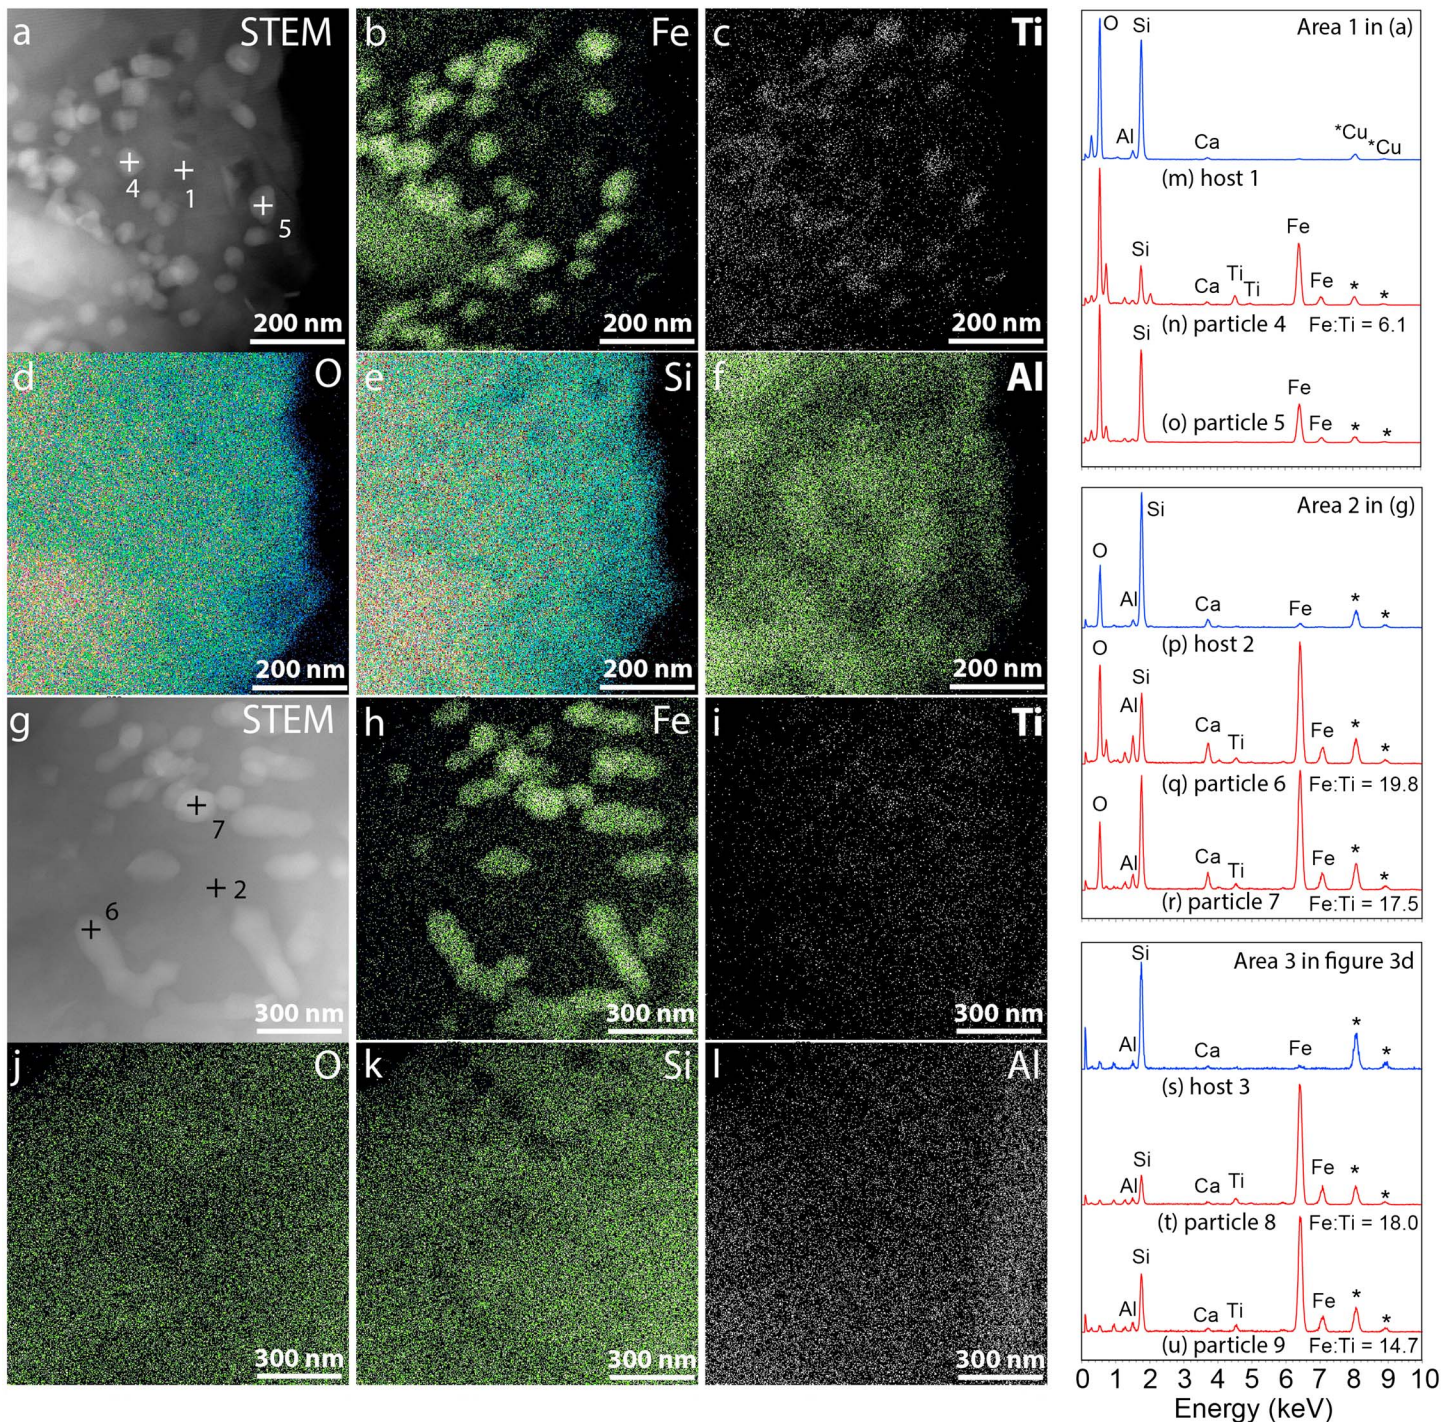 a STEM
4
1
5
200 nm
b Fe
200 nm
c Ti
200 nm
d O
200 nm
e Si
200 nm
f Al
200 nm
g STEM
7
2
6
300 nm
h Fe
300 nm
i Ti
300 nm
j O
300 nm
k Si
300 nm
l Al
300 nm
Area 1 in (a)
O
Si
Al
Ca
*Cu
*Cu
(m) host 1
Si
Ca
Ti
Ti
Fe
Fe
*
*
(n) particle 4 Fe:Ti = 6.1
Si
Fe
Fe
*
*
(o) particle 5
Area 2 in (g)
O
Al
Si
Ca
Fe
*
*
(p) host 2
O
Al
Si
Ca
Ti
Fe
*
*
(q) particle 6 Fe:Ti = 19.8
O
Al
Ca
Ti
Fe
*
*
(r) particle 7 Fe:Ti = 17.5
Area 3 in figure 3d
Si
Al
Ca
Fe
*
*
(s) host 3
Si
Al
Ca
Ti
Fe
*
*
(t) particle 8 Fe:Ti = 18.0
Si
Al
Ca
Ti
Fe
*
*
(u) particle 9 Fe:Ti = 14.7
0 1 2 3 4 5 6 7 8 9 10
Energy (keV)